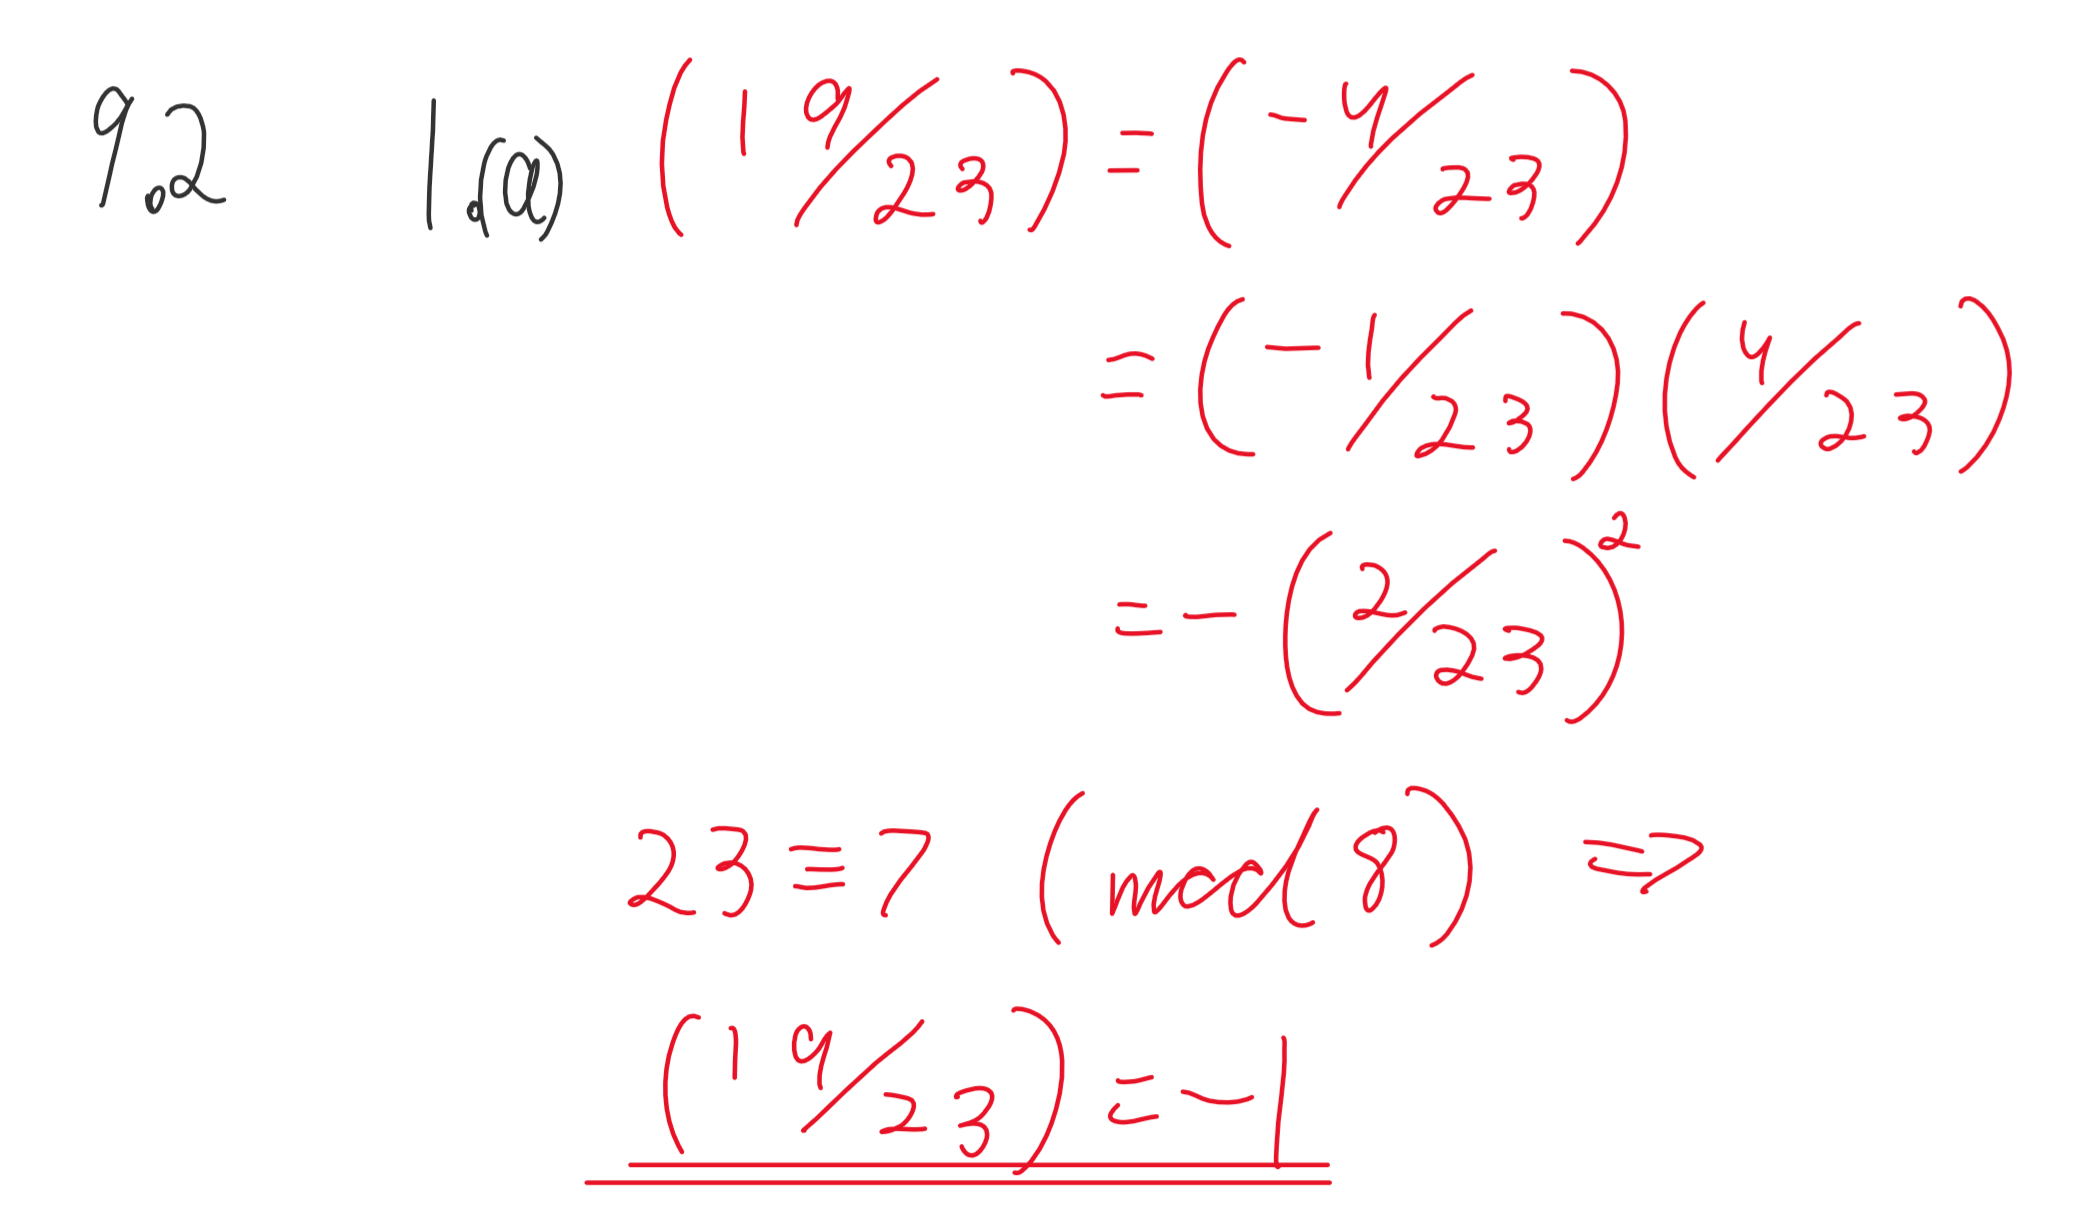 9.2 1.(a) (19/23) = (-4/23)
= (-1/23)(4/23)
= -(2/23)²
23 ≡ 7 (mod 8) ⇒
(19/23) = -1